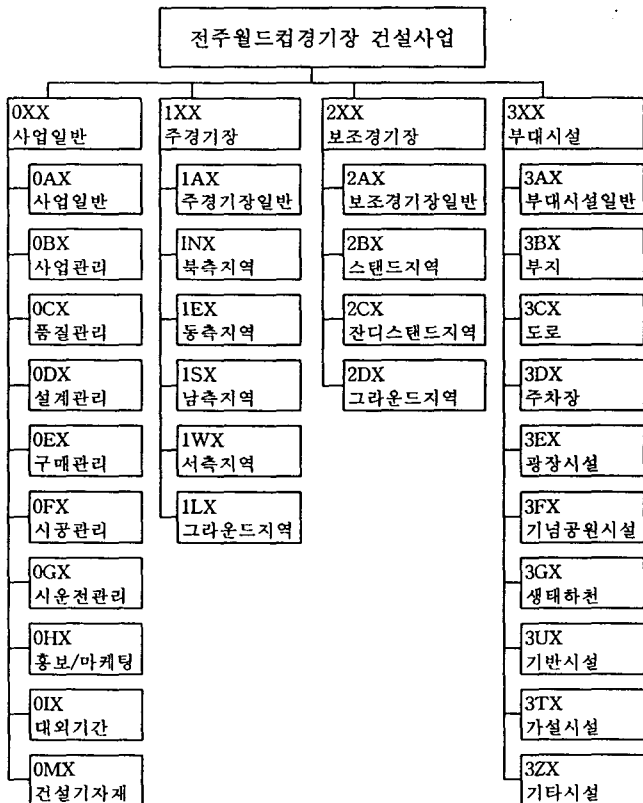 전주월드컵경기장 건설사업
0XX
사업일반
0AX
사업일반
0BX
사업관리
0CX
품질관리
0DX
설계관리
0EX
구매관리
0FX
시공관리
0GX
시운전관리
0HX
홍보/마케팅
0IX
대외기간
0MX
건설기자재
1XX
주경기장
1AX
주경기장일반
INX
북측지역
1EX
동측지역
1SX
남측지역
1WX
서측지역
1LX
그라운드지역
2XX
보조경기장
2AX
보조경기장일반
2BX
스탠드지역
2CX
잔디스탠드지역
2DX
그라운드지역
3XX
부대시설
3AX
부대시설일반
3BX
부지
3CX
도로
3DX
주차장
3EX
광장시설
3FX
기념공원시설
3GX
생태하천
3UX
기반시설
3TX
가설시설
3ZX
기타시설